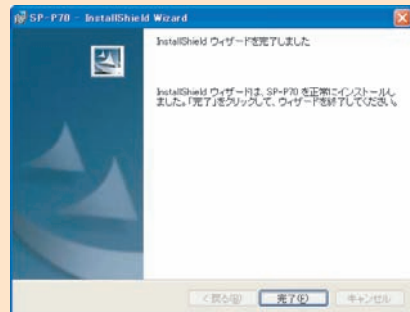 SP-P70 - InstallShield Wizard
InstallShield ウィザードを完了しました
InstallShield ウィザードは、SP-P70 を正常にインストールし
ました。「完了」をクリックして、ウィザードを終了してください。
< 戻る(B)
完了(F)
キャンセル